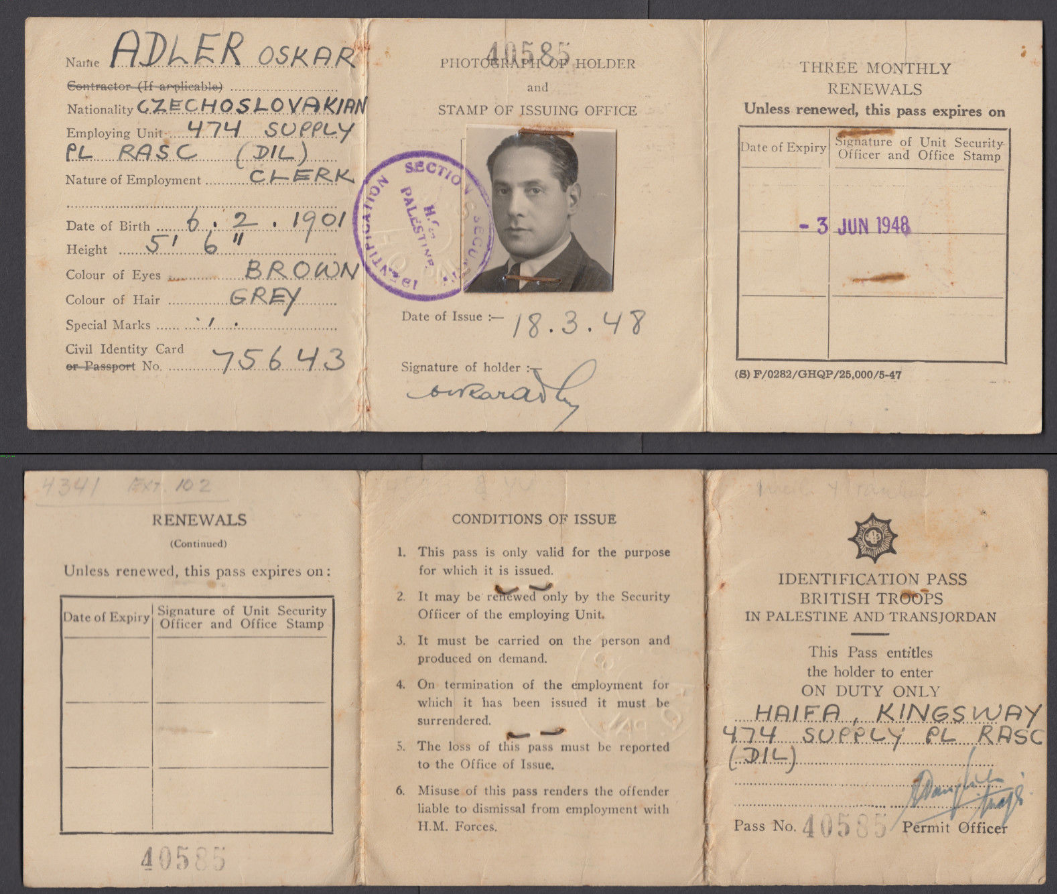 Name ADLER OSKAR
Contractor (If applicable)
Nationality CZECHOSLOVAKIAN
Employing Unit 474 SUPPLY
PL RASC (DIL)
Nature of Employment CLERK
Date of Birth 6.2.1901
Height 5' 6"
Colour of Eyes BROWN
Colour of Hair GREY
Special Marks
Civil Identity Card
or Passport No. 75643
40585
PHOTOGRAPH OF HOLDER
and
STAMP OF ISSUING OFFICE
IDENTIFICATION SECTION SECURITY
H.Q.
PALESTINE
Date of Issue :— 18.3.48
Signature of holder :—
oskaradler
THREE MONTHLY
RENEWALS
Unless renewed, this pass expires on
Date of Expiry
Signature of Unit Security
Officer and Office Stamp
- 3 JUN 1948
(S) F/0282/GHQP/25,000/5-47
4341 EXT. 102
RENEWALS
(Continued)
Unless renewed, this pass expires on :
Date of Expiry
Signature of Unit Security
Officer and Office Stamp
40585
CONDITIONS OF ISSUE
1. This pass is only valid for the purpose
for which it is issued.
2. It may be renewed only by the Security
Officer of the employing Unit.
3. It must be carried on the person and
produced on demand.
4. On termination of the employment for
which it has been issued it must be
surrendered.
5. The loss of this pass must be reported
to the Office of Issue.
6. Misuse of this pass renders the offender
liable to dismissal from employment with
H.M. Forces.
IDENTIFICATION PASS
BRITISH TROOPS
IN PALESTINE AND TRANSJORDAN
This Pass entitles
the holder to enter
ON DUTY ONLY
HAIFA, KINGSWAY
474 SUPPLY PL RASC
(DIL)
Pass No. 40585 Permit Officer